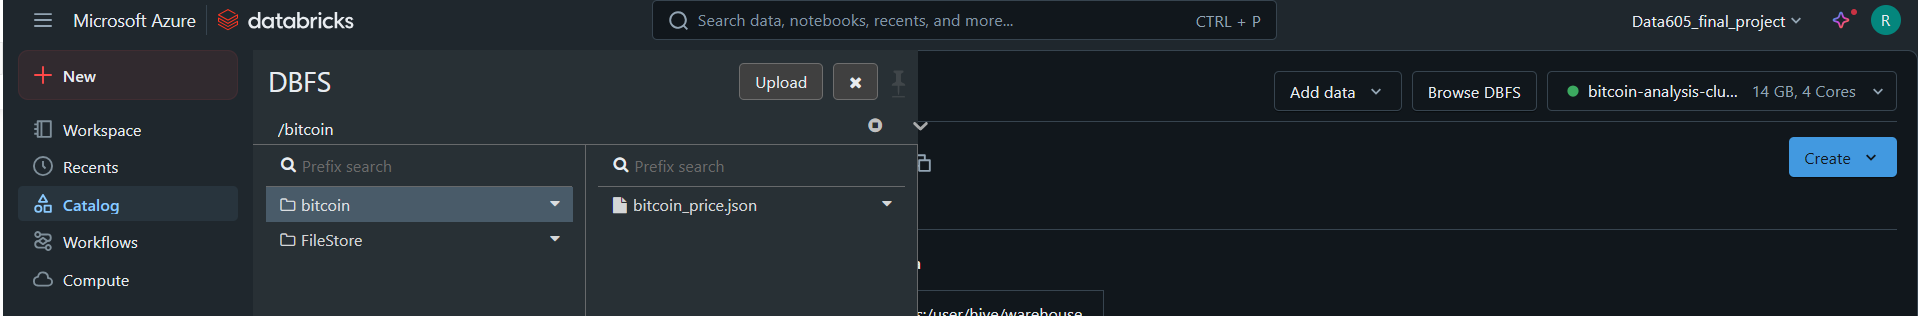 Microsoft Azure databricks Search data, notebooks, recents, and more... CTRL + P Data605_final_project R
New
Workspace
Recents
Catalog
Workflows
Compute
DBFS Upload
/bitcoin
Prefix search Prefix search
bitcoin bitcoin_price.json
FileStore
Add data Browse DBFS bitcoin-analysis-clu... 14 GB, 4 Cores
Create
:/user/hive/warehouse